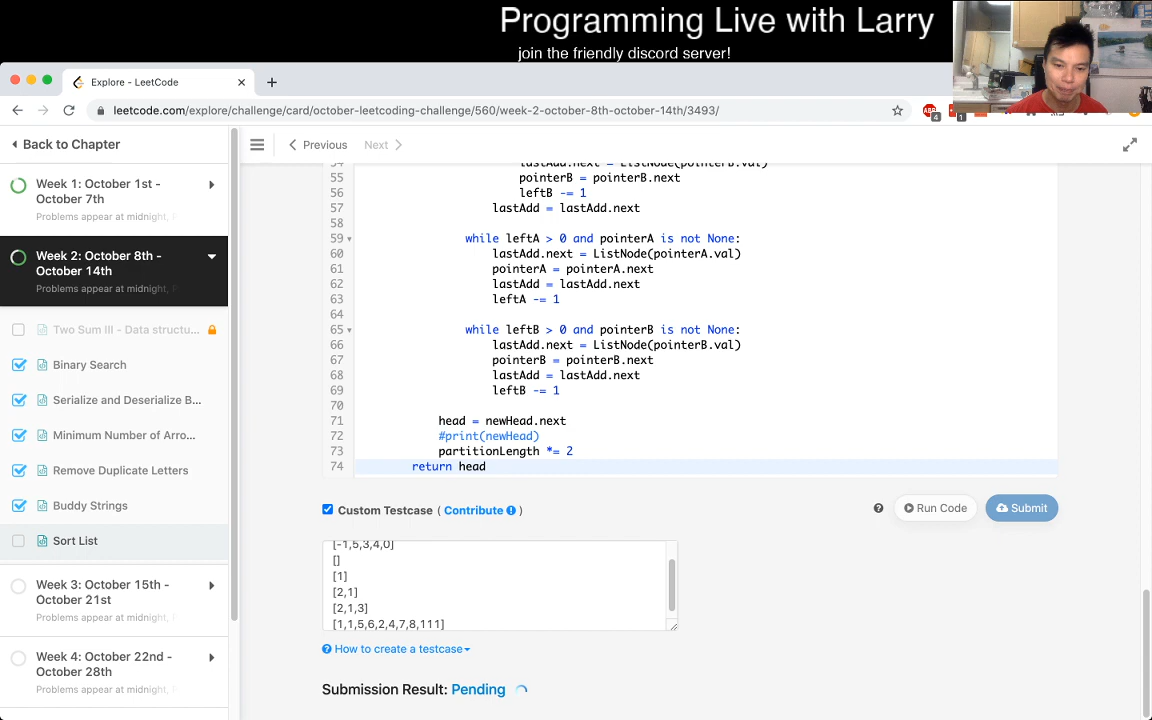 Programming Live with Larry
join the friendly discord server!
Explore - LeetCode
leetcode.com/explore/challenge/card/october-leetcoding-challenge/560/week-2-october-8th-october-14th/3493/
4
1
Back to Chapter
Previous
Next
Week 1: October 1st -
October 7th
Problems appear at midnight,
Week 2: October 8th -
October 14th
Problems appear at midnight,
Two Sum III - Data structu...
Binary Search
Serialize and Deserialize B...
Minimum Number of Arro...
Remove Duplicate Letters
Buddy Strings
Sort List
Week 3: October 15th -
October 21st
Problems appear at midnight,
Week 4: October 22nd -
October 28th
Problems appear at midnight,
54 lastAdd.next = ListNode(pointerB.val)
55 pointerB = pointerB.next
56 leftB -= 1
57 lastAdd = lastAdd.next
58
59 while leftA > 0 and pointerA is not None:
60 lastAdd.next = ListNode(pointerA.val)
61 pointerA = pointerA.next
62 lastAdd = lastAdd.next
63 leftA -= 1
64
65 while leftB > 0 and pointerB is not None:
66 lastAdd.next = ListNode(pointerB.val)
67 pointerB = pointerB.next
68 lastAdd = lastAdd.next
69 leftB -= 1
70
71 head = newHead.next
72 #print(newHead)
73 partitionLength *= 2
74 return head
Custom Testcase ( Contribute )
Run Code
Submit
[-1,5,3,4,0]
[]
[1]
[2,1]
[2,1,3]
[1,1,5,6,2,4,7,8,111]
How to create a testcase
Submission Result: Pending